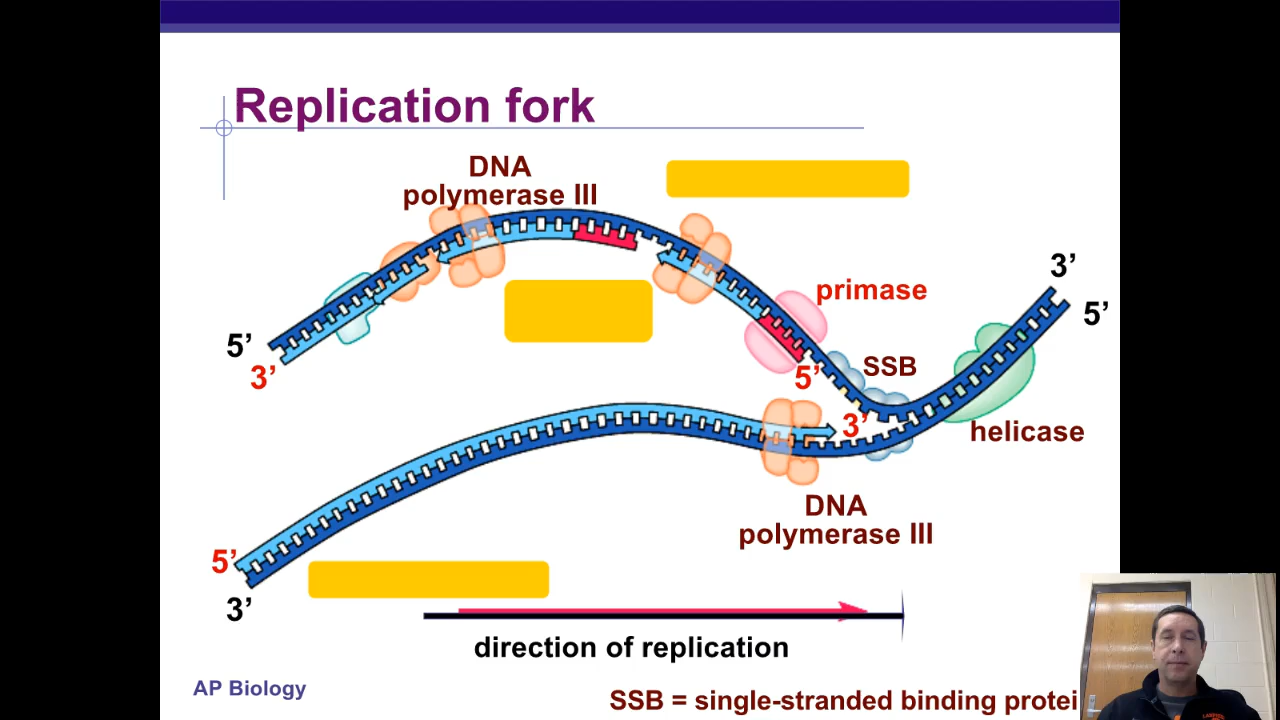 Replication fork
DNA
polymerase III
primase
3’
5’
5’
3’
5’
SSB
3’
helicase
DNA
polymerase III
5’
3’
direction of replication
AP Biology
SSB = single-stranded binding protei